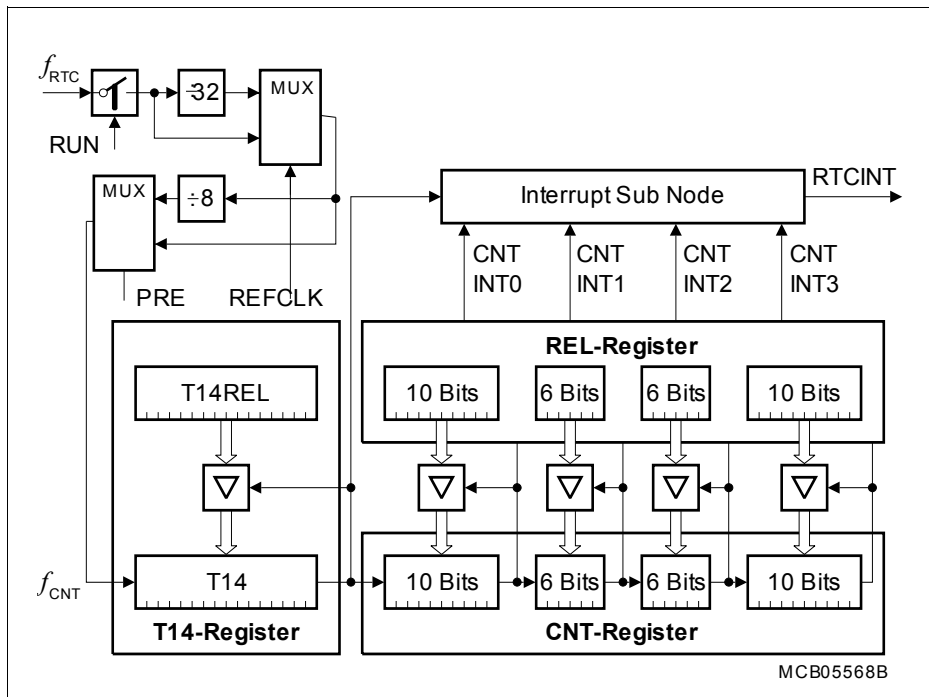 fRTC
÷32
MUX
RUN
MUX
÷8
Interrupt Sub Node
RTCINT
CNT INT0
CNT INT1
CNT INT2
CNT INT3
PRE
REFCLK
REL-Register
T14REL
10 Bits
6 Bits
6 Bits
10 Bits
fCNT
T14
10 Bits
6 Bits
6 Bits
10 Bits
T14-Register
CNT-Register
MCB05568B